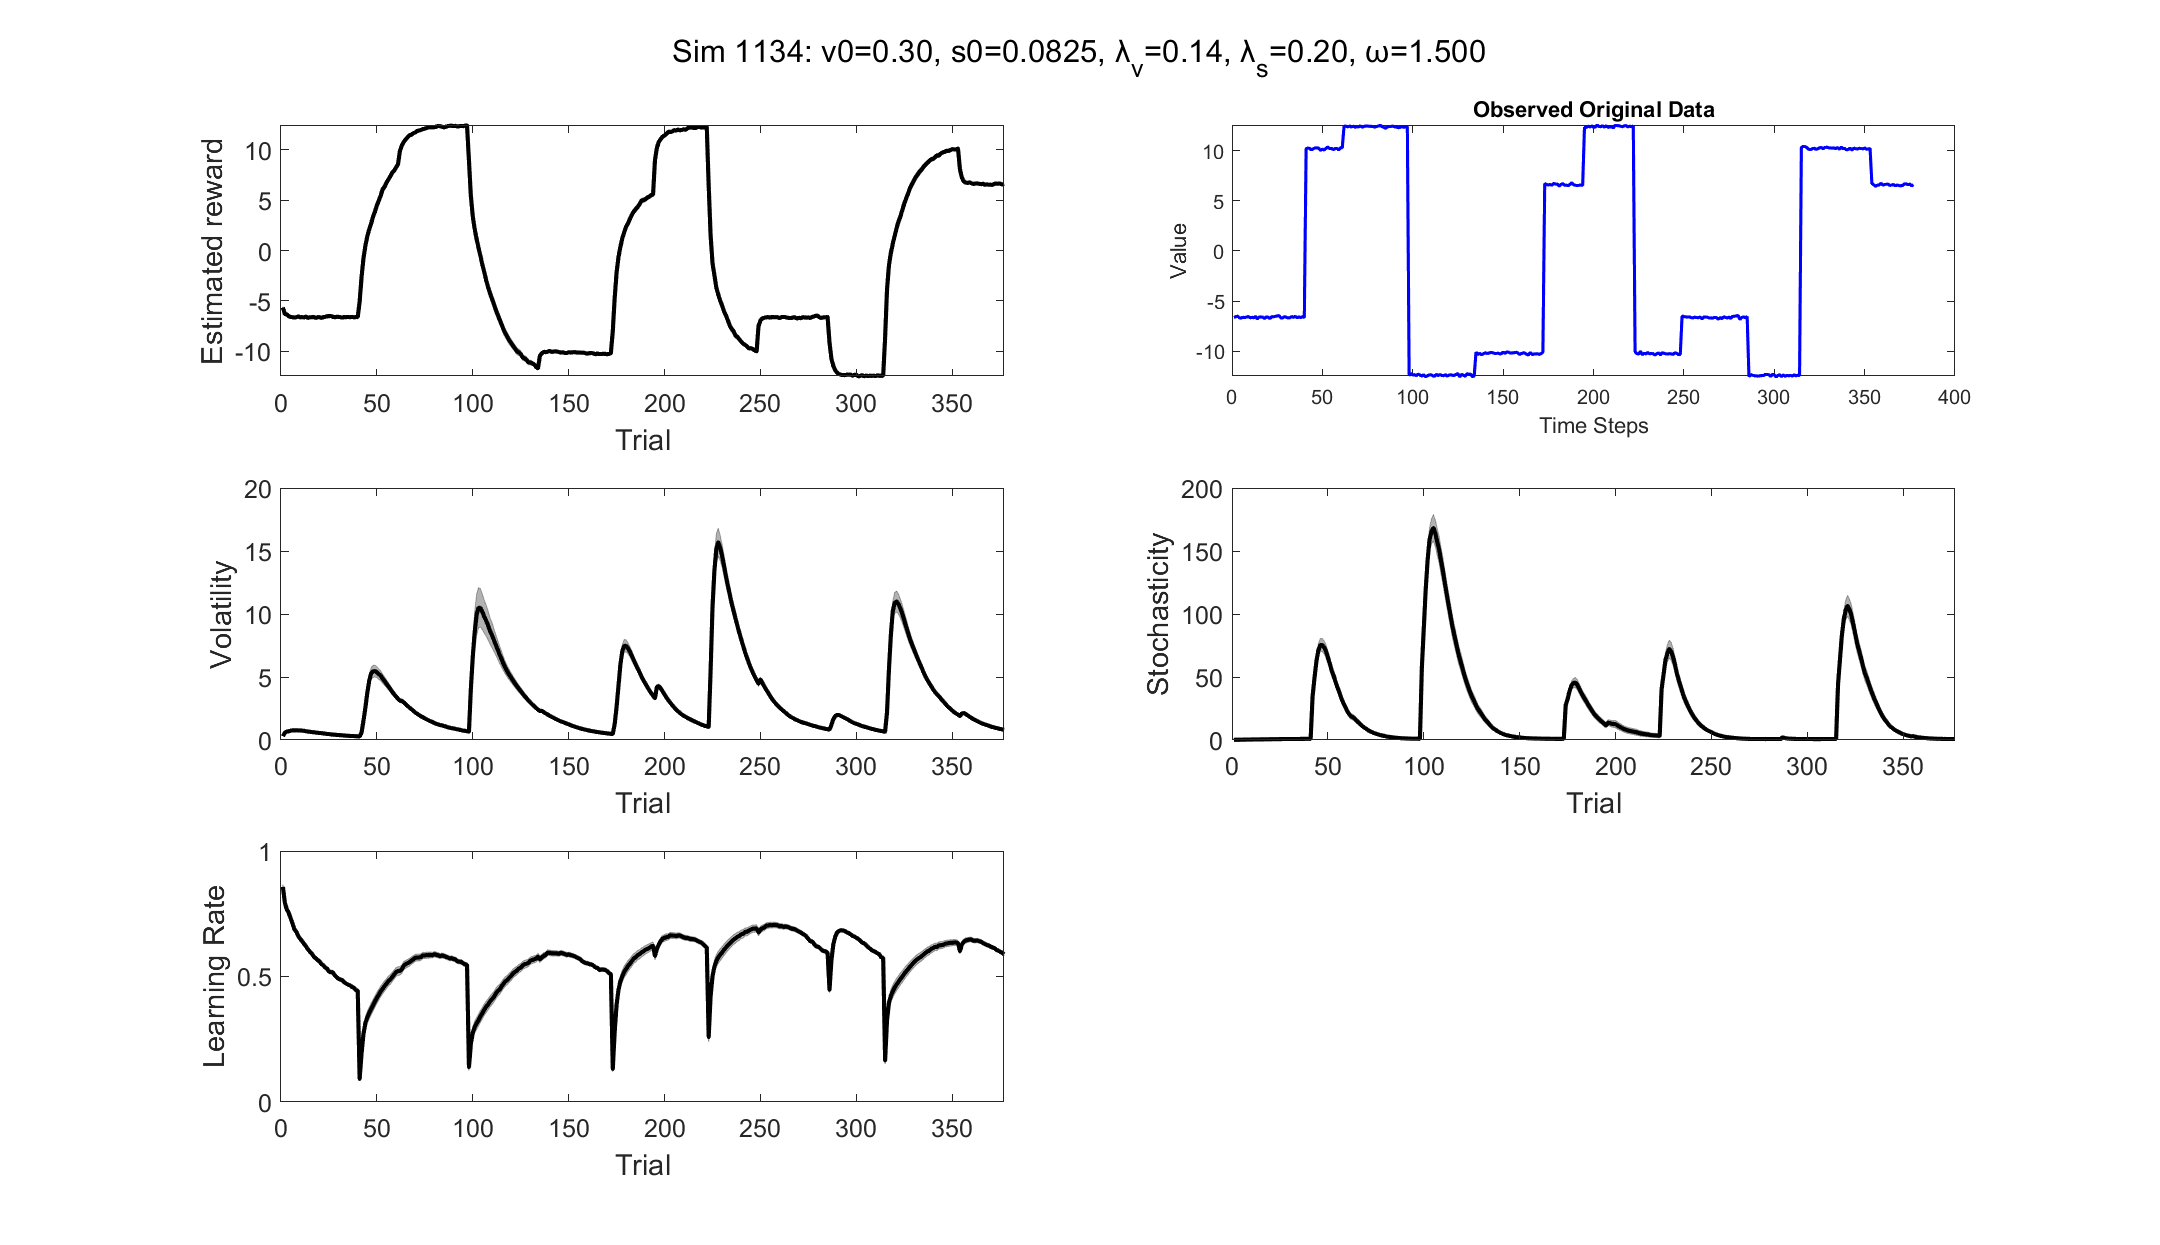 Sim 1134: v0=0.30, s0=0.0825, λv=0.14, λs=0.20, ω=1.500
Estimated reward
10
5
0
-5
-10
0 50 100 150 200 250 300 350
Trial
Observed Original Data
Value
10
5
0
-5
-10
0 50 100 150 200 250 300 350 400
Time Steps
Volatility
20
15
10
5
0
0 50 100 150 200 250 300 350
Trial
Stochasticity
200
150
100
50
0
0 50 100 150 200 250 300 350
Trial
Learning Rate
1
0.5
0
0 50 100 150 200 250 300 350
Trial